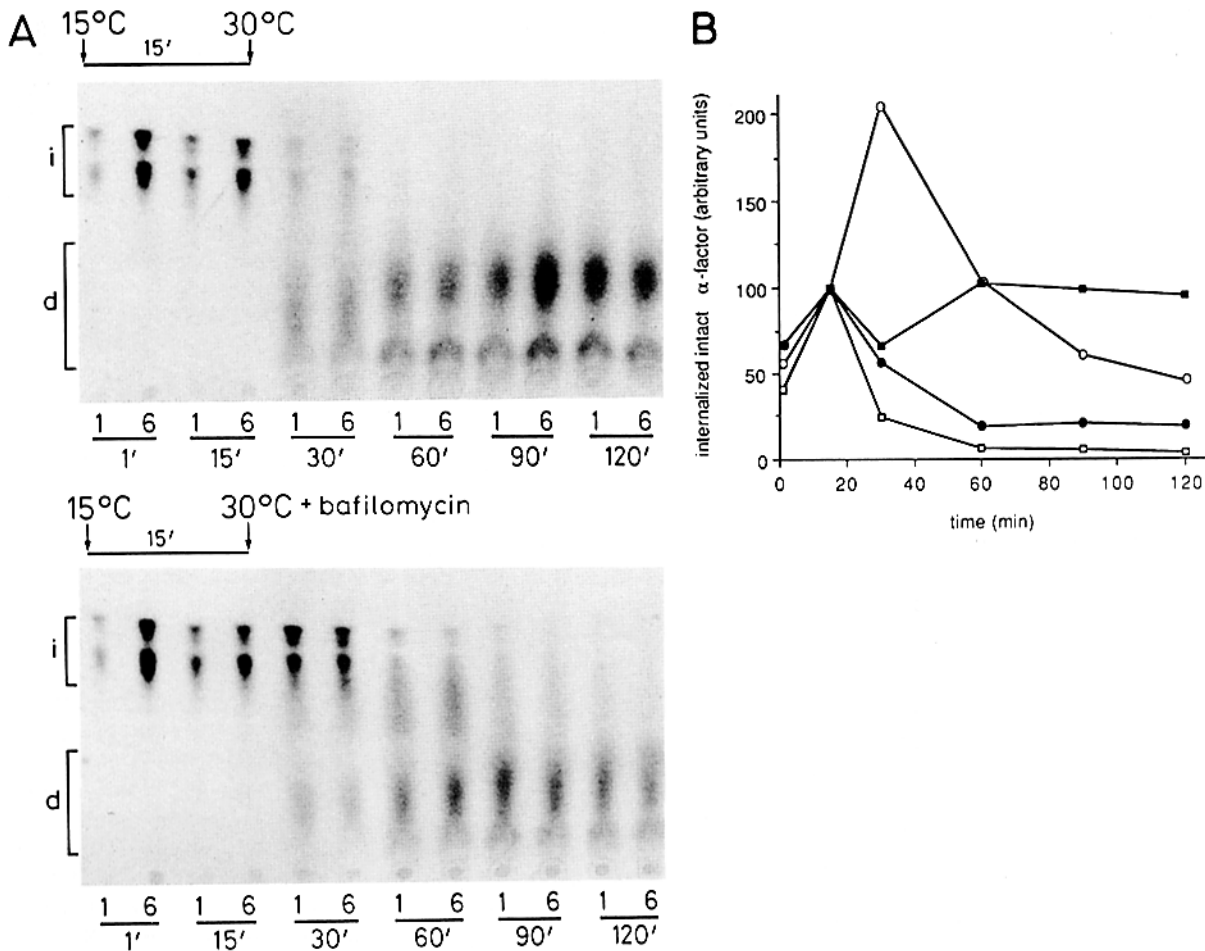 A
15°C 30°C
15'
i
d
1 6 1 6 1 6 1 6 1 6 1 6
1' 15' 30' 60' 90' 120'
15°C 30°C + bafilomycin
15'
i
d
1 6 1 6 1 6 1 6 1 6 1 6
1' 15' 30' 60' 90' 120'
B
internalized intact α-factor (arbitrary units)
200
150
100
50
0
0 20 40 60 80 100 120
time (min)